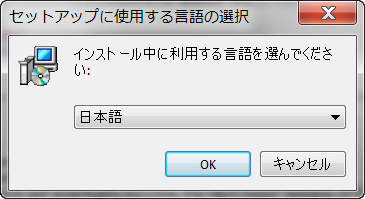 セットアップに使用する言語の選択
インストール中に利用する言語を選んでくださ
い:
日本語
OK
キャンセル